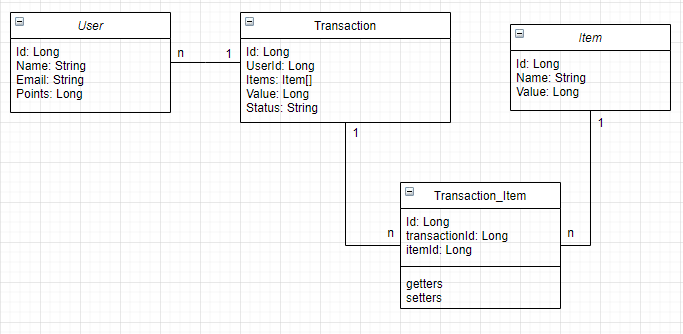 User
Id: Long
Name: String
Email: String
Points: Long
n
1
Transaction
Id: Long
UserId: Long
Items: Item[]
Value: Long
Status: String
Item
Id: Long
Name: String
Value: Long
1
1
Transaction_Item
Id: Long
transactionId: Long
itemId: Long
getters
setters
n
n